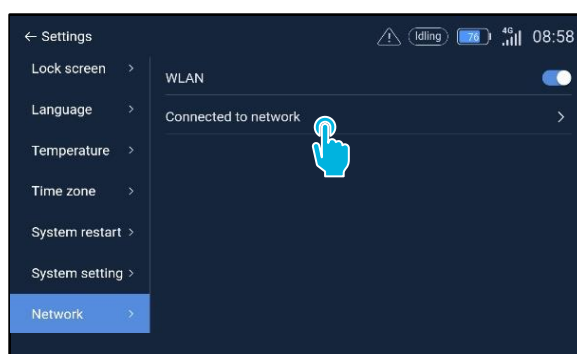 ← Settings
Idling
76
4G
08:58
Lock screen >
Language >
Temperature >
Time zone >
System restart >
System setting >
Network >
WLAN
Connected to network >